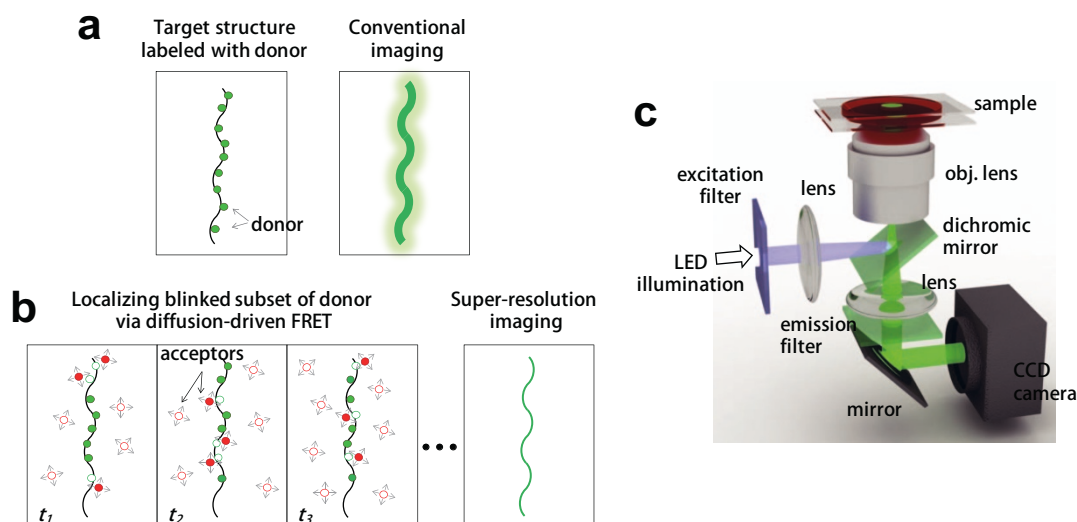 a
Target structure
labeled with donor
Conventional
imaging
donor
b
Localizing blinked subset of donor
via diffusion-driven FRET
Super-resolution
imaging
acceptors
t1
t2
t3
c
sample
obj. lens
excitation
filter
lens
dichromic
mirror
LED
illumination
lens
emission
filter
mirror
CCD
camera